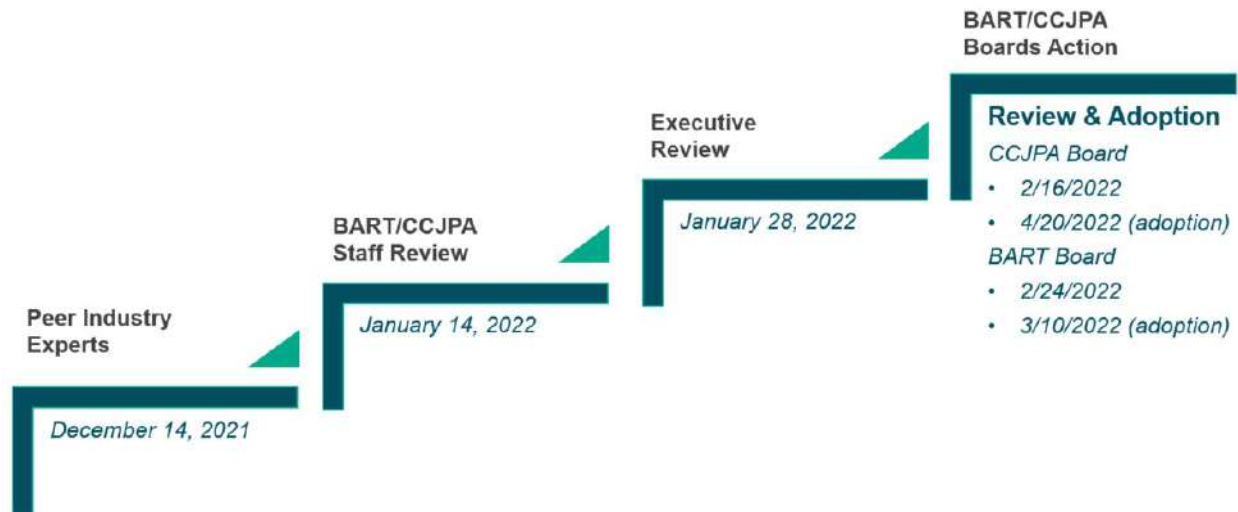 Peer Industry
Experts
December 14, 2021
BART/CCJPA
Staff Review
January 14, 2022
Executive
Review
January 28, 2022
BART/CCJPA
Boards Action
Review & Adoption
CCJPA Board
• 2/16/2022
• 4/20/2022 (adoption)
BART Board
• 2/24/2022
• 3/10/2022 (adoption)